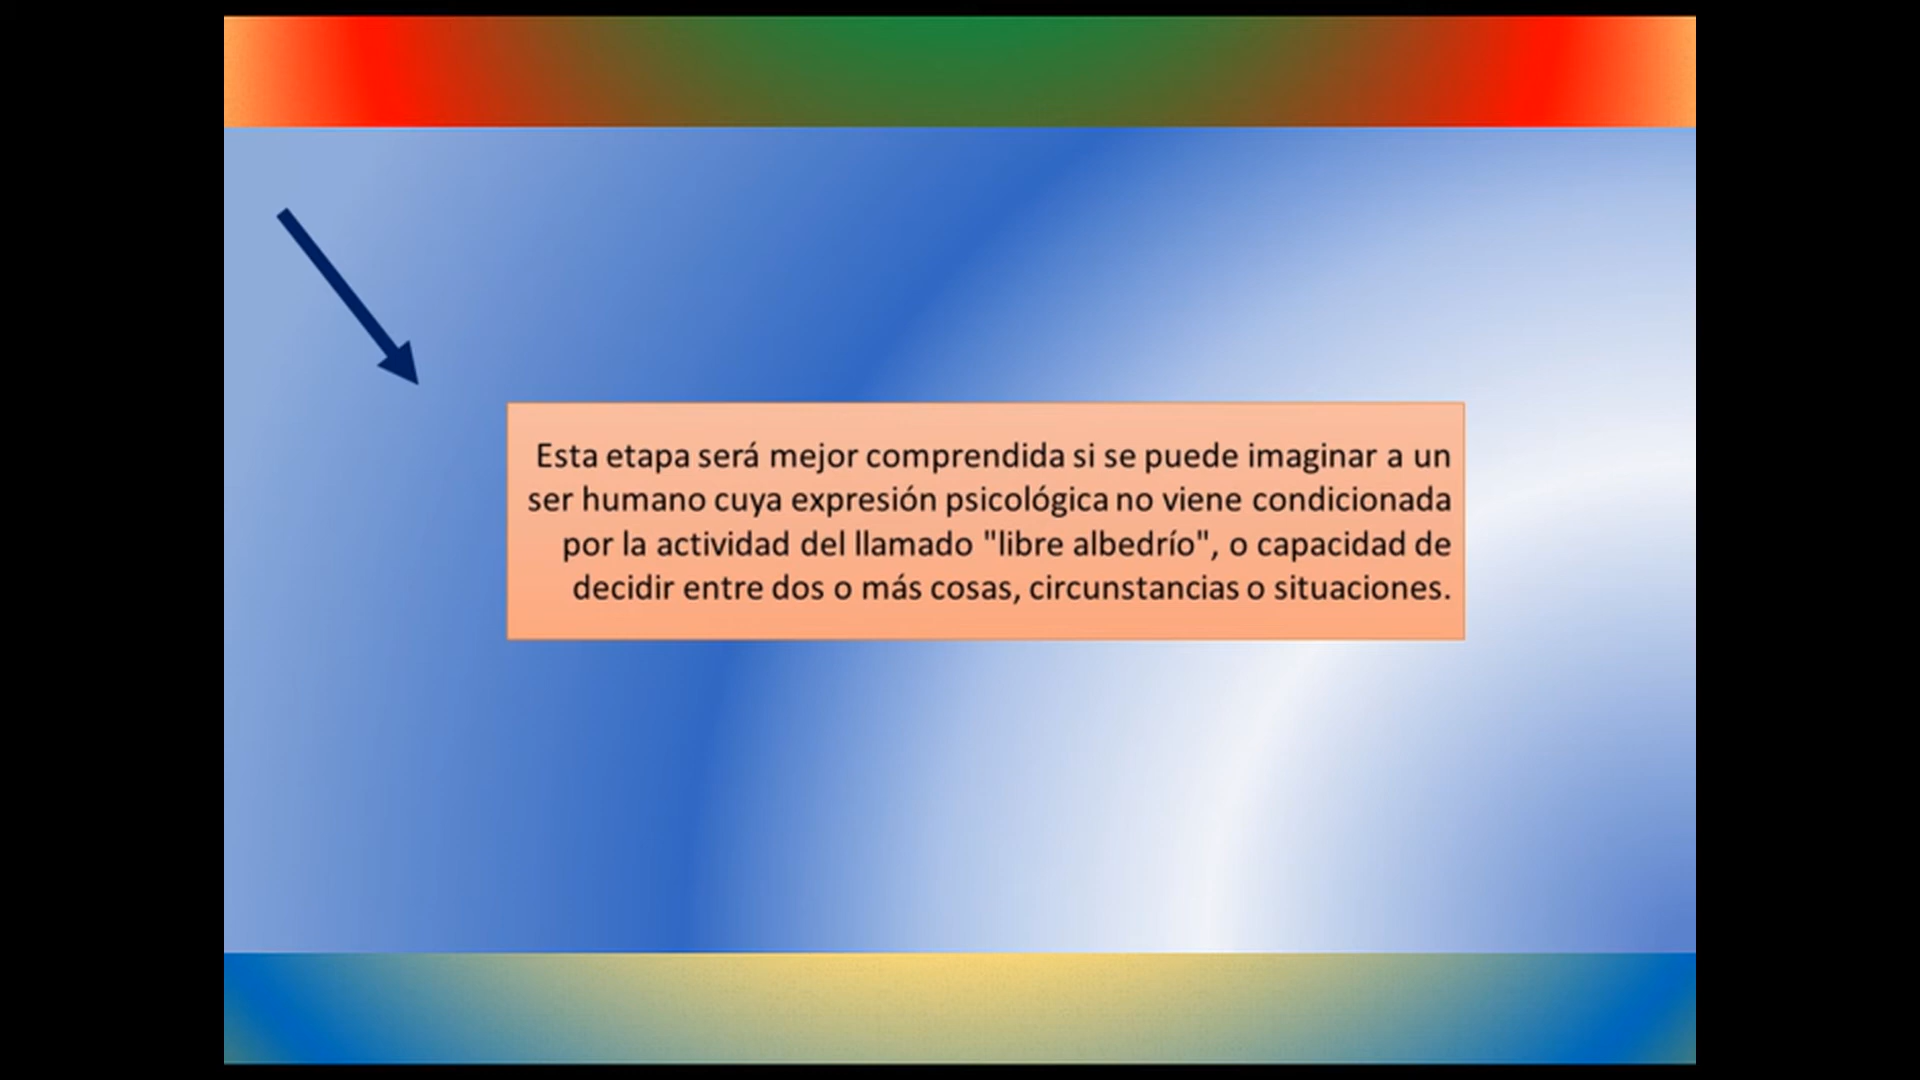 Esta etapa será mejor comprendida si se puede imaginar a un
ser humano cuya expresión psicológica no viene condicionada
por la actividad del llamado "libre albedrío", o capacidad de
decidir entre dos o más cosas, circunstancias o situaciones.